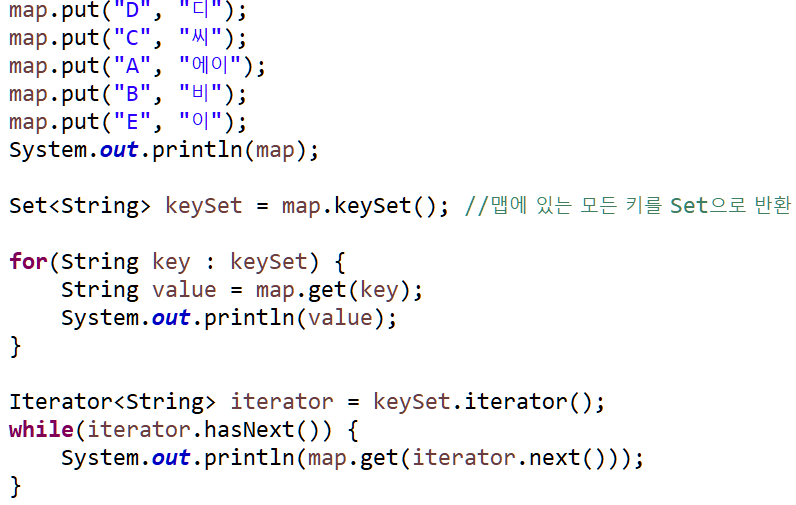 map.put("D", "디");
map.put("C", "씨");
map.put("A", "에이");
map.put("B", "비");
map.put("E", "이");
System.out.println(map);
Set<String> keySet = map.keySet(); //맵에 있는 모든 키를 Set으로 반환
for(String key : keySet) {
    String value = map.get(key);
    System.out.println(value);
}
Iterator<String> iterator = keySet.iterator();
while(iterator.hasNext()) {
    System.out.println(map.get(iterator.next()));
}